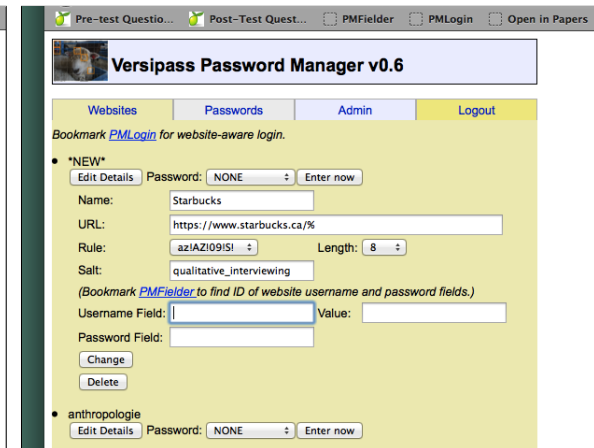 Pre-test Questio... Post-Test Quest... PMFielder PMLogin Open in Papers
Versipass Password Manager v0.6
Websites Passwords Admin Logout
Bookmark PMLogin for website-aware login.
*NEW*
Edit Details Password: NONE Enter now
Name: Starbucks
URL: https://www.starbucks.ca/%
Rule: az!AZ!09!S! Length: 8
Salt: qualitative_interviewing
(Bookmark PMFielder to find ID of website username and password fields.)
Username Field: Value:
Password Field:
Change
Delete
anthropologie
Edit Details Password: NONE Enter now